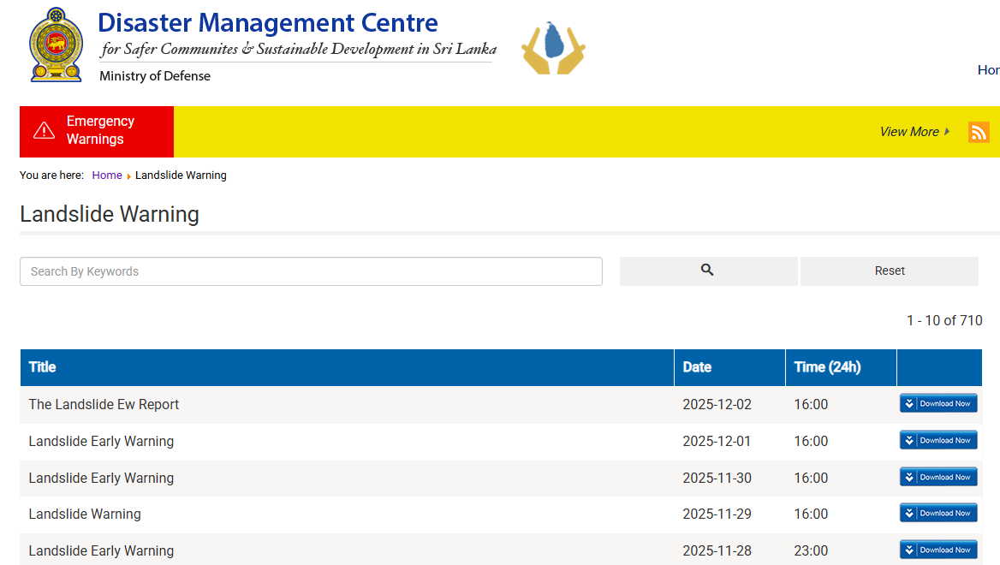 Disaster Management Centre
for Safer Communites & Sustainable Development in Sri Lanka
Ministry of Defense
Emergency
Warnings
View More
You are here: Home Landslide Warning
Landslide Warning
Search By Keywords
Reset
1 - 10 of 710
Title Date Time (24h)
The Landslide Ew Report 2025-12-02 16:00 Download Now
Landslide Early Warning 2025-12-01 16:00 Download Now
Landslide Early Warning 2025-11-30 16:00 Download Now
Landslide Warning 2025-11-29 16:00 Download Now
Landslide Early Warning 2025-11-28 23:00 Download Now